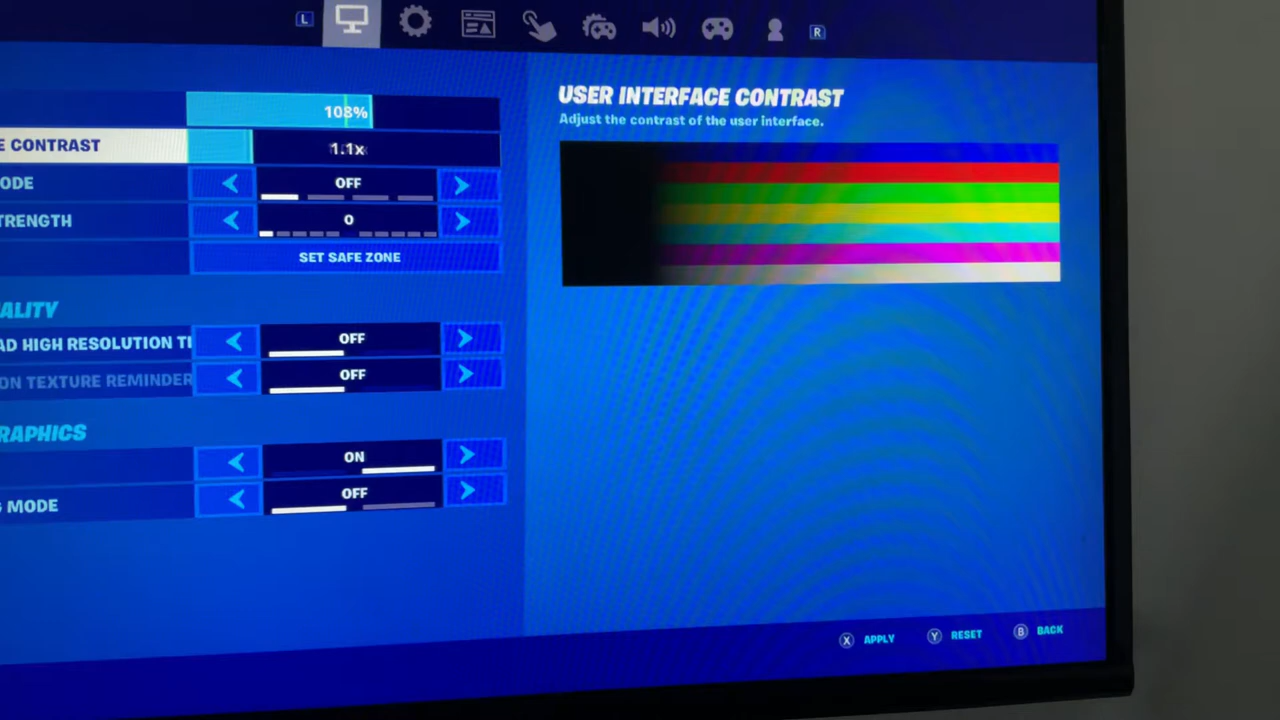 L
R
108%
E CONTRAST
1.1x
ODE
OFF
TRENGTH
0
SET SAFE ZONE
ALITY
AD HIGH RESOLUTION TI
OFF
ON TEXTURE REMINDER
OFF
RAPHICS
ON
G MODE
OFF
USER INTERFACE CONTRAST
Adjust the contrast of the user interface.
X APPLY
Y RESET
B BACK